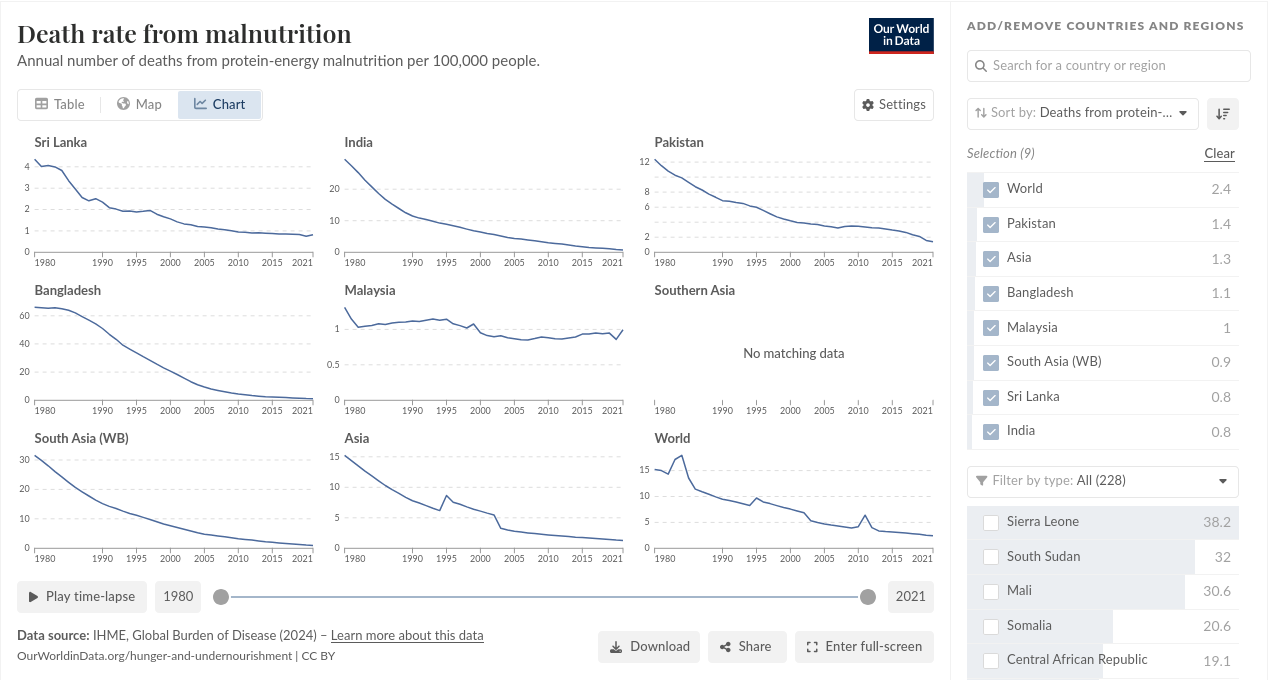 Death rate from malnutrition
Annual number of deaths from protein-energy malnutrition per 100,000 people.
Our World
in Data
Table
Map
Chart
Settings
Sri Lanka
4
3
2
1
0
1980 1990 1995 2000 2005 2010 2015 2021
India
20
10
0
1980 1990 1995 2000 2005 2010 2015 2021
Pakistan
12
8
6
2
0
1980 1990 1995 2000 2005 2010 2015 2021
Bangladesh
60
40
20
0
1980 1990 1995 2000 2005 2010 2015 2021
Malaysia
1
0.5
0
1980 1990 1995 2000 2005 2010 2015 2021
Southern Asia
No matching data
1980 1990 1995 2000 2005 2010 2015 2021
South Asia (WB)
30
20
10
0
1980 1990 1995 2000 2005 2010 2015 2021
Asia
15
10
5
0
1980 1990 1995 2000 2005 2010 2015 2021
World
15
10
5
0
1980 1990 1995 2000 2005 2010 2015 2021
Play time-lapse
1980
2021
Data source: IHME, Global Burden of Disease (2024) – Learn more about this data
OurWorldinData.org/hunger-and-undernourishment | CC BY
Download
Share
Enter full-screen
ADD/REMOVE COUNTRIES AND REGIONS
Search for a country or region
Sort by: Deaths from protein-...
Selection (9)
Clear
World 2.4
Pakistan 1.4
Asia 1.3
Bangladesh 1.1
Malaysia 1
South Asia (WB) 0.9
Sri Lanka 0.8
India 0.8
Filter by type: All (228)
Sierra Leone 38.2
South Sudan 32
Mali 30.6
Somalia 20.6
Central African Republic 19.1